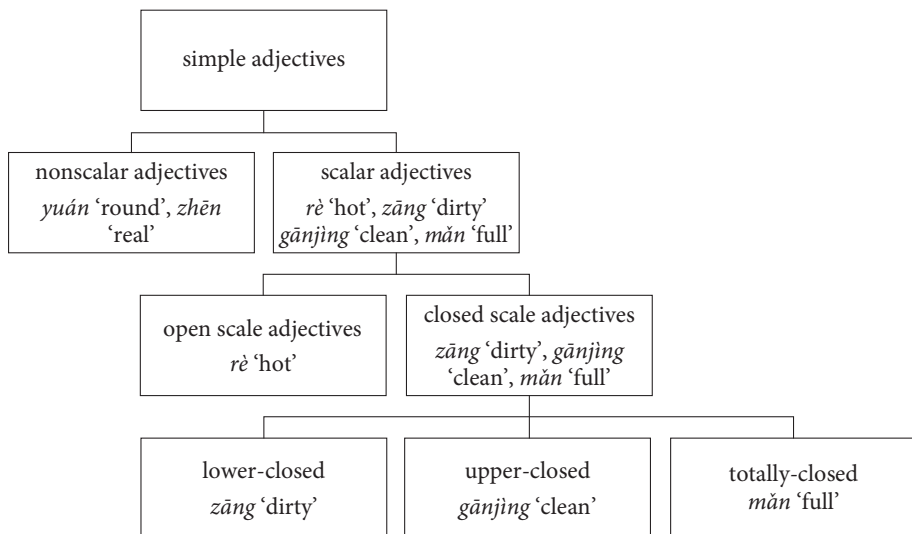 simple adjectives
nonscalar adjectives
yuán ‘round’, zhēn
‘real’
scalar adjectives
rè ‘hot’, zāng ‘dirty’
gānjìng ‘clean’, mǎn ‘full’
open scale adjectives
rè ‘hot’
closed scale adjectives
zāng ‘dirty’, gānjìng
‘clean’, mǎn ‘full’
lower-closed
zāng ‘dirty’
upper-closed
gānjìng ‘clean’
totally-closed
mǎn ‘full’